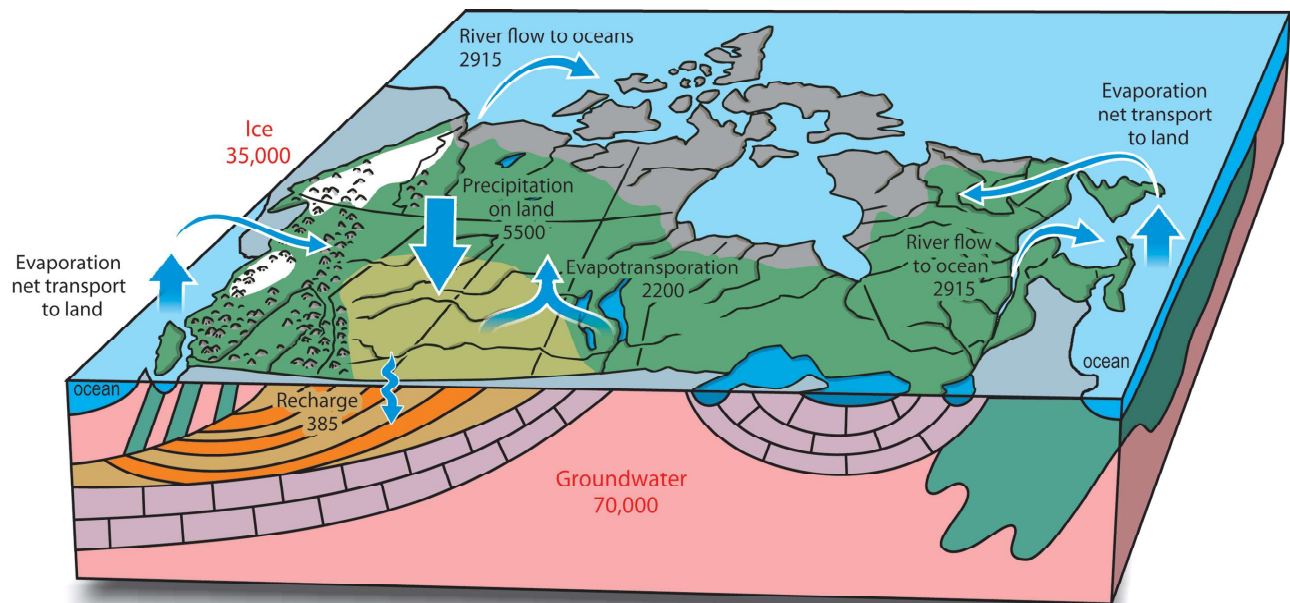 River flow to oceans
2915
Evaporation
net transport
to land
Ice
35,000
Precipitation
on land
5500
Evaporation
net transport
to land
Evapotransporation
2200
River flow
to ocean
2915
ocean
ocean
Recharge
385
Groundwater
70,000